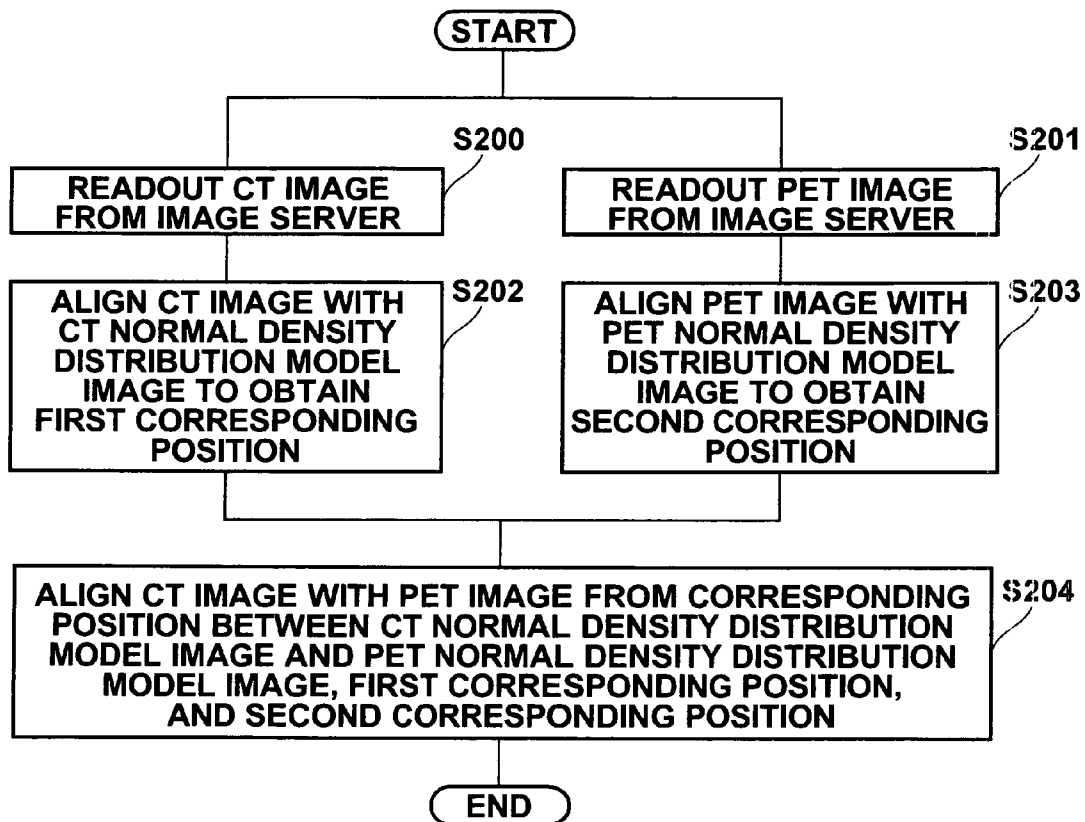 START
S200
READOUT CT IMAGE
FROM IMAGE SERVER
S201
READOUT PET IMAGE
FROM IMAGE SERVER
S202
ALIGN CT IMAGE WITH
CT NORMAL DENSITY
DISTRIBUTION MODEL
IMAGE TO OBTAIN
FIRST CORRESPONDING
POSITION
S203
ALIGN PET IMAGE WITH
PET NORMAL DENSITY
DISTRIBUTION MODEL
IMAGE TO OBTAIN
SECOND CORRESPONDING
POSITION
S204
ALIGN CT IMAGE WITH PET IMAGE FROM CORRESPONDING
POSITION BETWEEN CT NORMAL DENSITY DISTRIBUTION
MODEL IMAGE AND PET NORMAL DENSITY DISTRIBUTION
MODEL IMAGE, FIRST CORRESPONDING POSITION,
AND SECOND CORRESPONDING POSITION
END